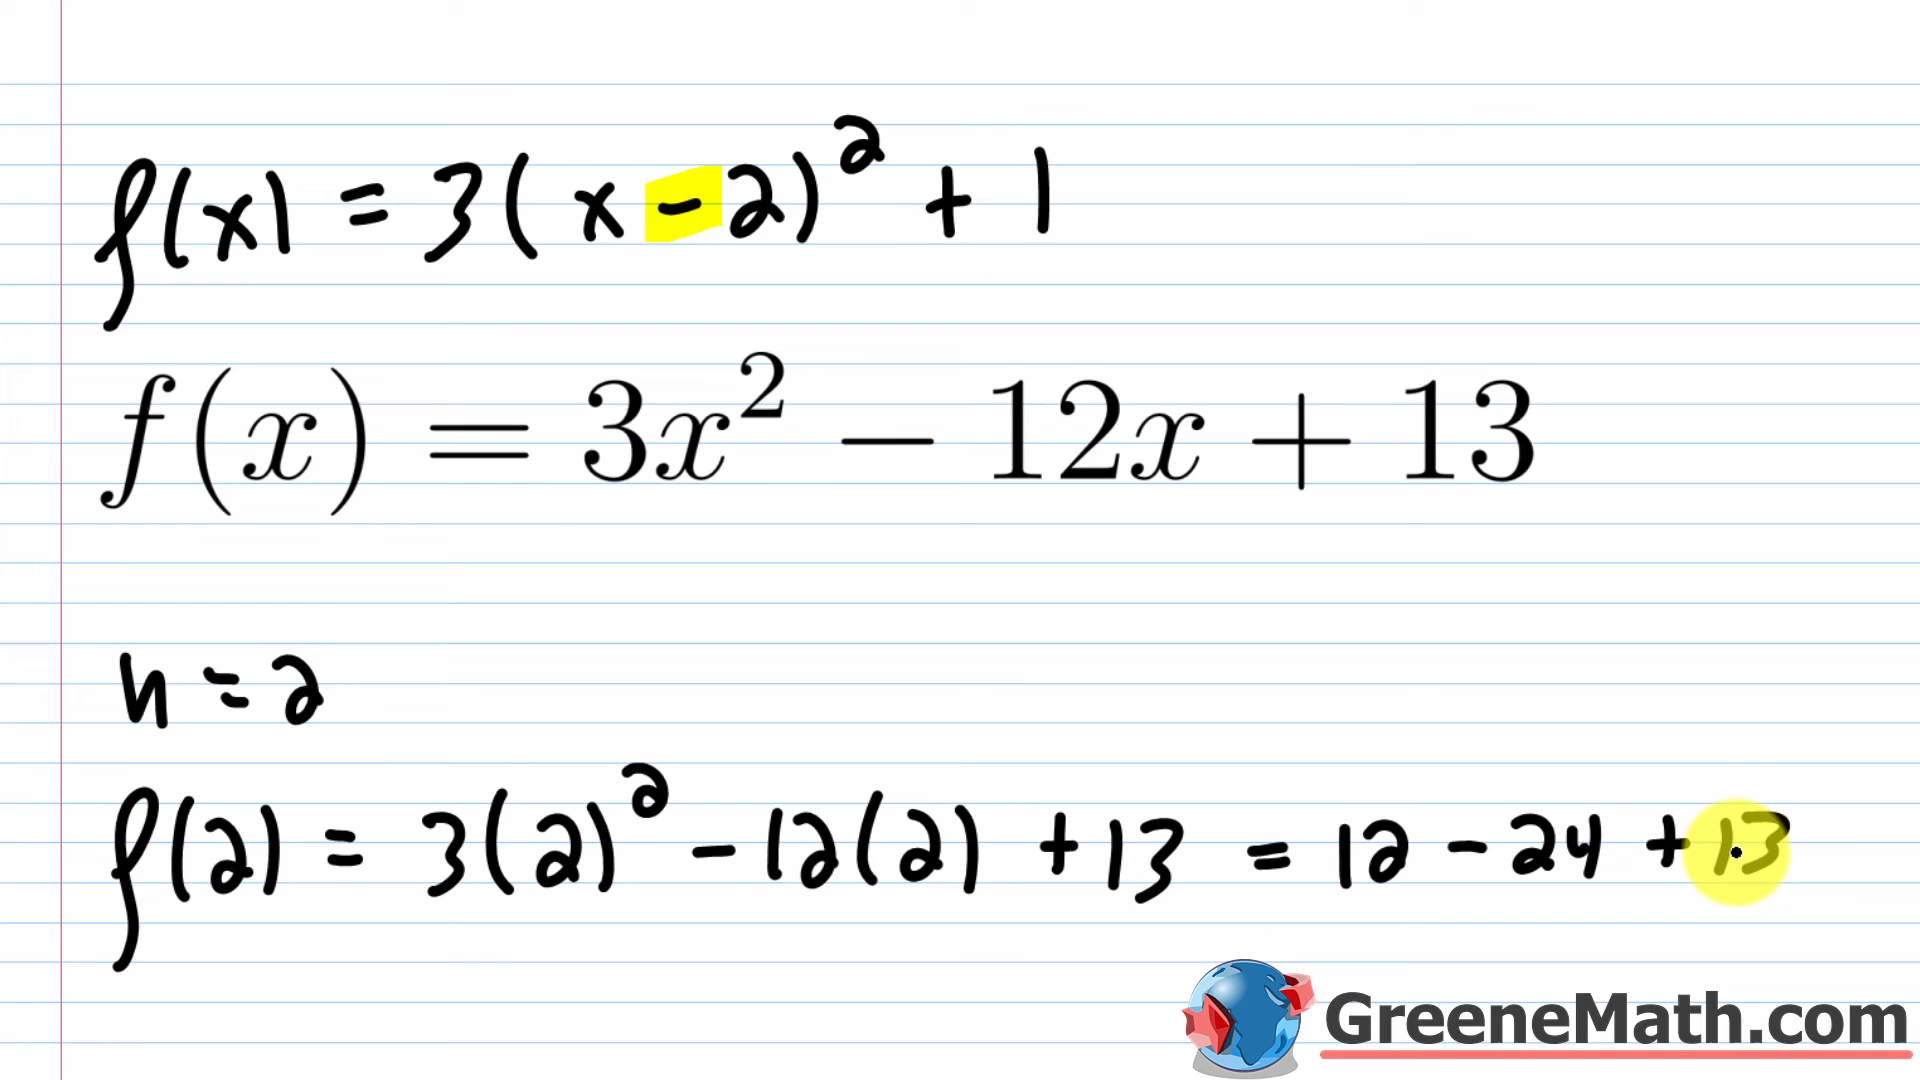 f(x) = 3(x - 2)² + 1
f(x) = 3x² − 12x + 13
h = 2
f(2) = 3(2)² - 12(2) + 13 = 12 - 24 + 13
GreeneMath.com